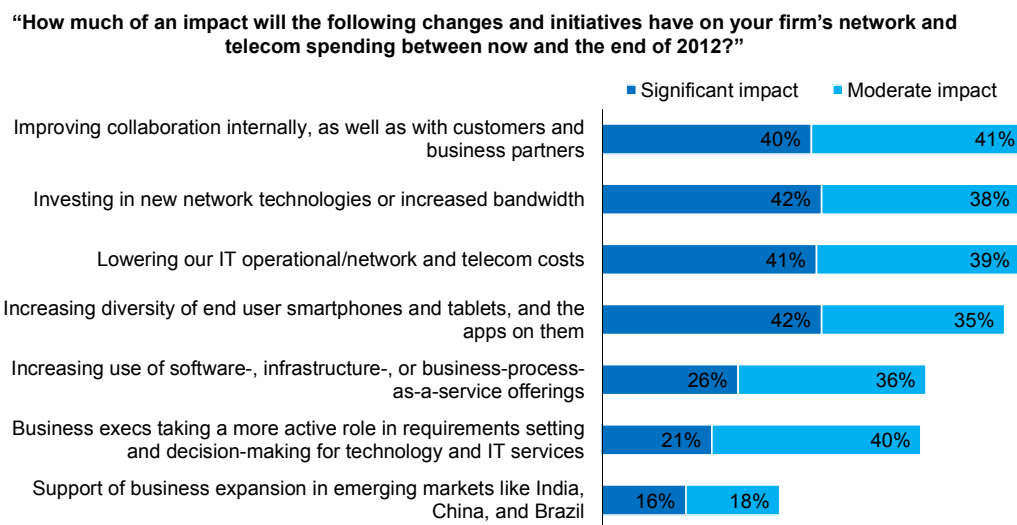 “How much of an impact will the following changes and initiatives have on your firm’s network and
telecom spending between now and the end of 2012?”
Significant impact Moderate impact
Improving collaboration internally, as well as with customers and
business partners
40% 41%
Investing in new network technologies or increased bandwidth
42% 38%
Lowering our IT operational/network and telecom costs
41% 39%
Increasing diversity of end user smartphones and tablets, and the
apps on them
42% 35%
Increasing use of software-, infrastructure-, or business-process-
as-a-service offerings
26% 36%
Business execs taking a more active role in requirements setting
and decision-making for technology and IT services
21% 40%
Support of business expansion in emerging markets like India,
China, and Brazil
16% 18%